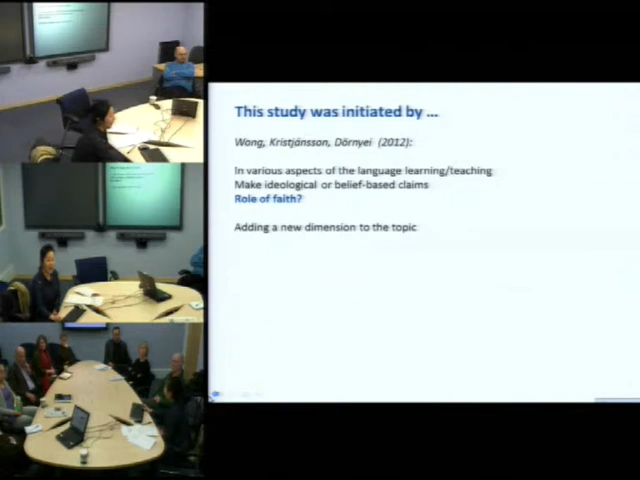 This study was initiated by ...
Wong, Kristjánsson, Dörnyei (2012):
In various aspects of the language learning/teaching
Make ideological or belief-based claims
Role of faith?
Adding a new dimension to the topic